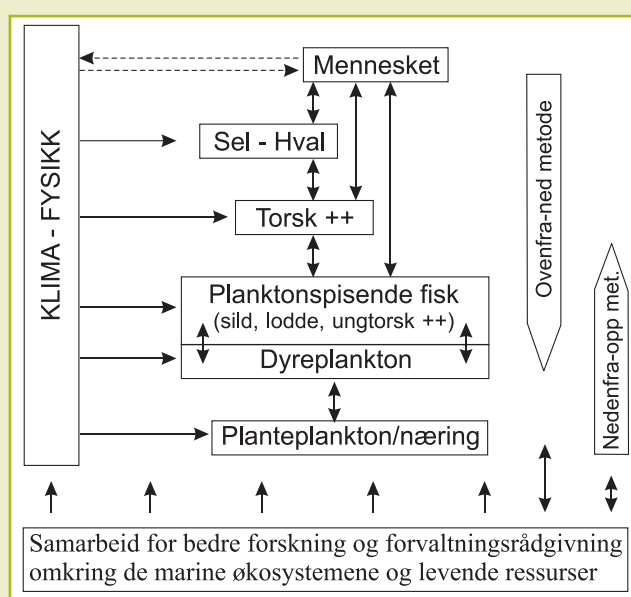 KLIMA - FYSIKK
Mennesket
Sel - Hval
Torsk ++
Planktonspisende fisk
(sild, lodde, ungtorsk ++)
Dyreplankton
Planteplankton/næring
Ovenfra-ned metode
Nedenfra-opp met.
Samarbeid for bedre forskning og forvaltningsrådgivning
omkring de marine økosystemene og levende ressurser